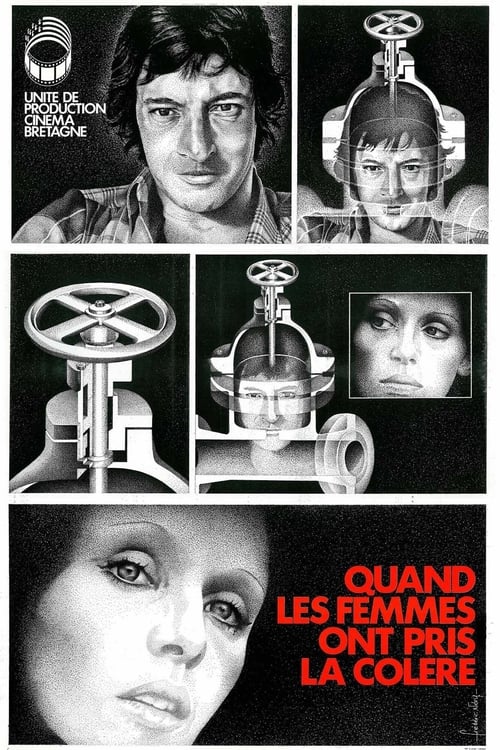 UNITE DE
PRODUCTION
CINEMA
BRETAGNE
QUAND
LES FEMMES
ONT PRIS
LA COLERE